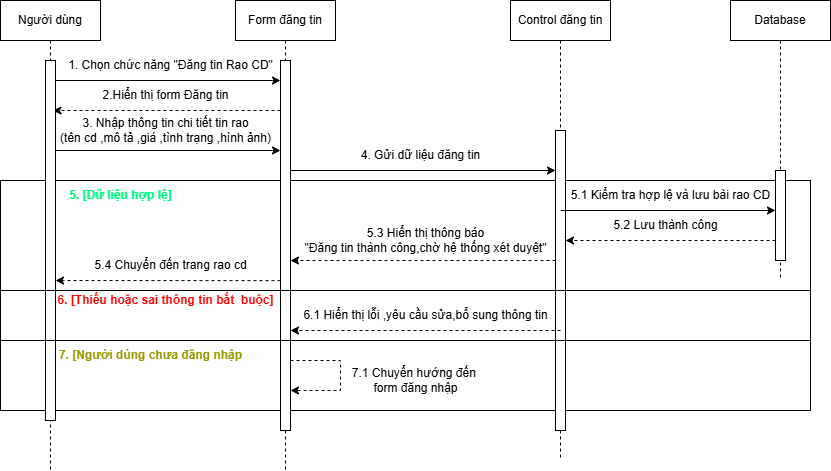 Người dùng
Form đăng tin
Control đăng tin
Database
1. Chọn chức năng "Đăng tin Rao CD"
2.Hiển thị form Đăng tin
3. Nhập thông tin chi tiết tin rao
(tên cd ,mô tả ,giá ,tình trạng ,hình ảnh)
4. Gửi dữ liệu đăng tin
5. [Dữ liệu hợp lệ]
5.1 Kiểm tra hợp lệ và lưu bài rao CD
5.2 Lưu thành công
5.3 Hiển thị thông báo
"Đăng tin thành công,chờ hệ thống xét duyệt"
5.4 Chuyển đến trang rao cd
6. [Thiếu hoặc sai thông tin bắt  buộc]
6.1 Hiển thị lỗi ,yêu cầu sửa,bổ sung thông tin
7. [Người dùng chưa đăng nhập
7.1 Chuyển hướng đến
form đăng nhập